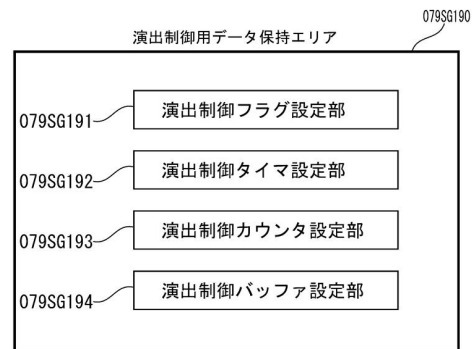 079SG190
演出制御用データ保持エリア
079SG191
演出制御フラグ設定部
079SG192
演出制御タイマ設定部
079SG193
演出制御カウンタ設定部
079SG194
演出制御バッファ設定部